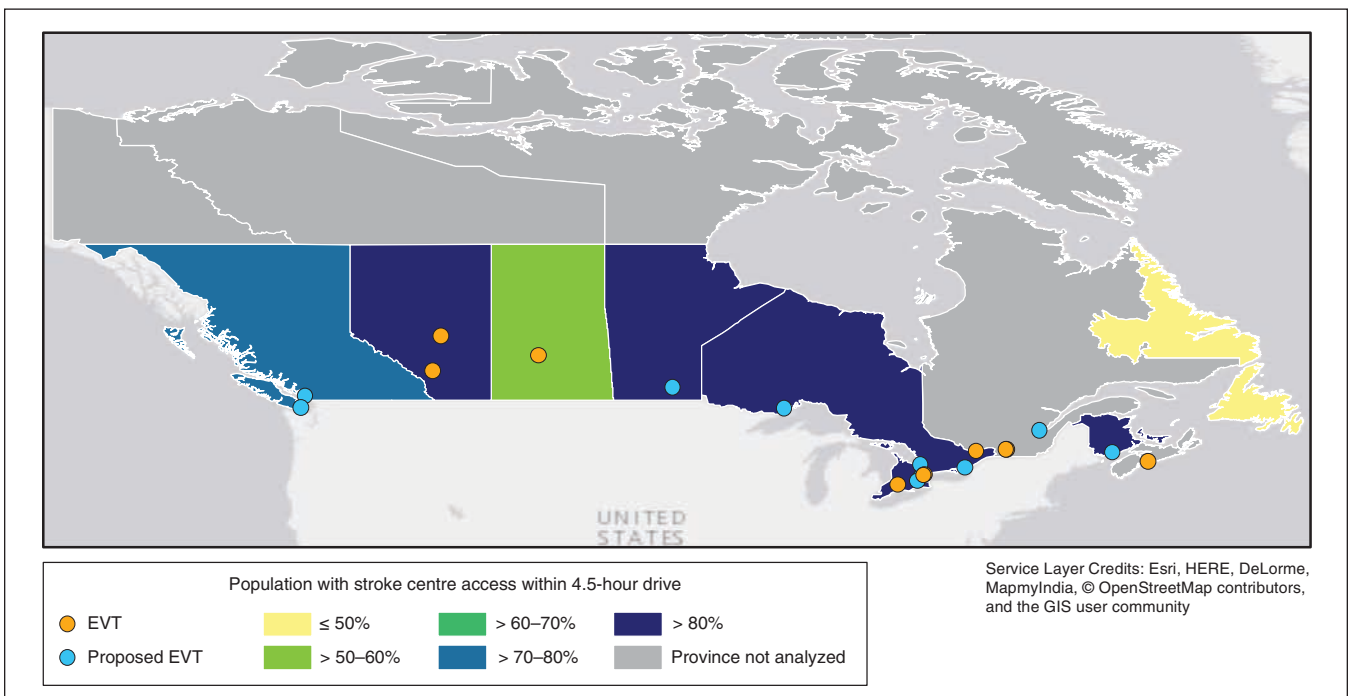 UNITED
STATES
Population with stroke centre access within 4.5-hour drive
EVT
≤ 50%
> 60–70%
> 80%
Proposed EVT
> 50–60%
> 70–80%
Province not analyzed
Service Layer Credits: Esri, HERE, DeLorme,
MapmyIndia, © OpenStreetMap contributors,
and the GIS user community